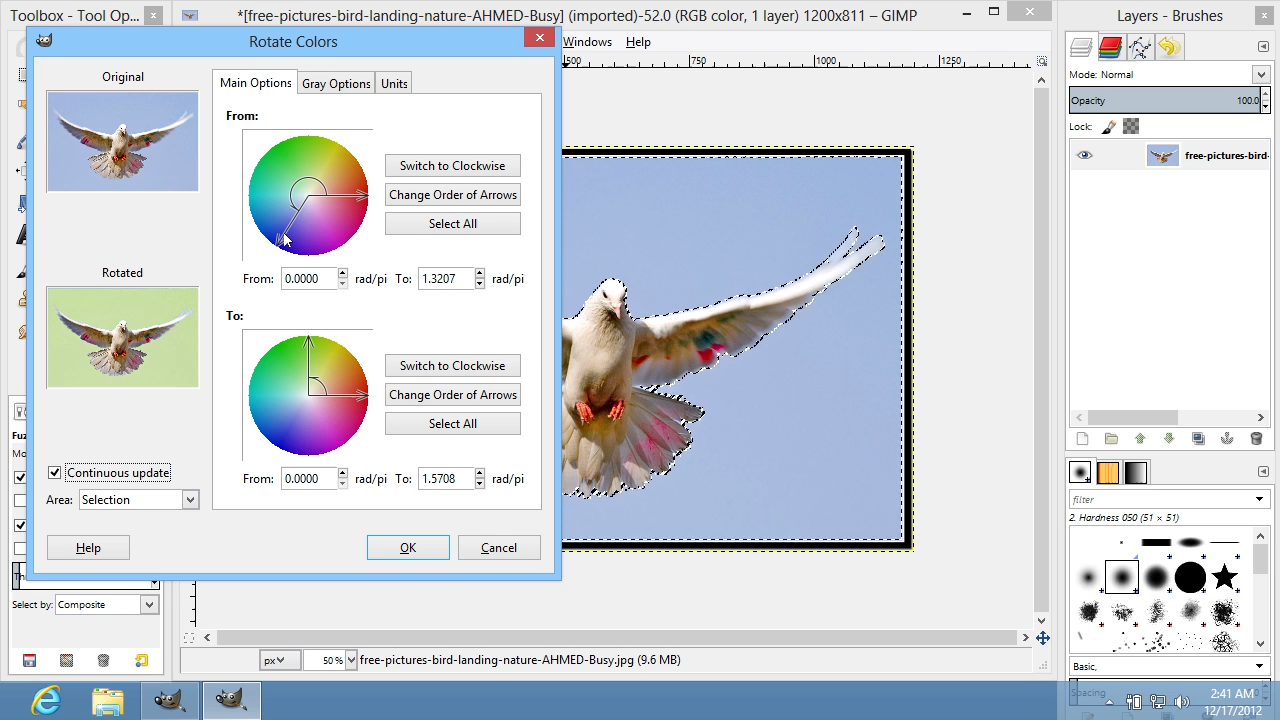 Toolbox - Tool Op...
*[free-pictures-bird-landing-nature-AHMED-Busy] (imported)-52.0 (RGB color, 1 layer) 1200x811 – GIMP
Layers - Brushes
Rotate Colors
Windows Help
500 750 1000 1250
Original
Rotated
Continuous update
Area: Selection
Help
Main Options Gray Options Units
From:
Switch to Clockwise
Change Order of Arrows
Select All
From: 0.0000 rad/pi To: 1.3207 rad/pi
To:
Switch to Clockwise
Change Order of Arrows
Select All
From: 0.0000 rad/pi To: 1.5708 rad/pi
OK Cancel
Mode: Normal
Opacity 100.0
Lock:
free-pictures-bird-
filter
2. Hardness 050 (51 × 51)
Basic,
Spacing
Fuz
Mo
Th
Select by: Composite
px 50 % free-pictures-bird-landing-nature-AHMED-Busy.jpg (9.6 MB)
2:41 AM
12/17/2012